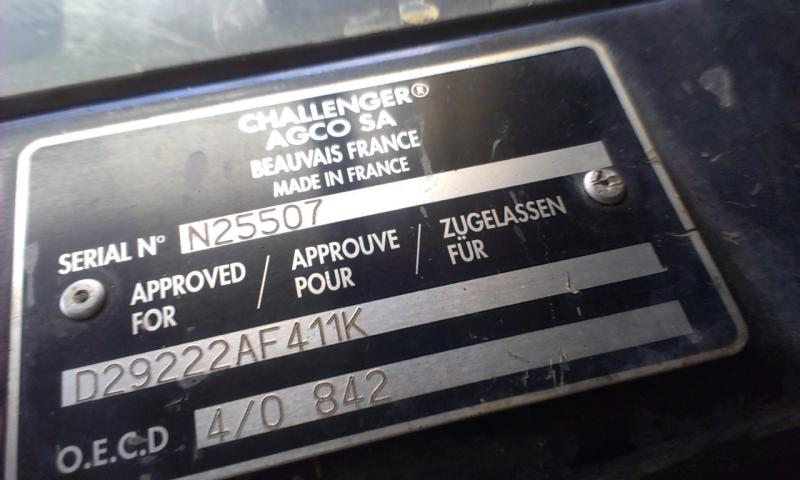 CHALLENGER®
AGCO SA
BEAUVAIS FRANCE
MADE IN FRANCE
SERIAL N° N25507
APPROVED / APPROUVE / ZUGELASSEN
FOR POUR FÜR
D29222AF411K
O.E.C.D 4/0 842